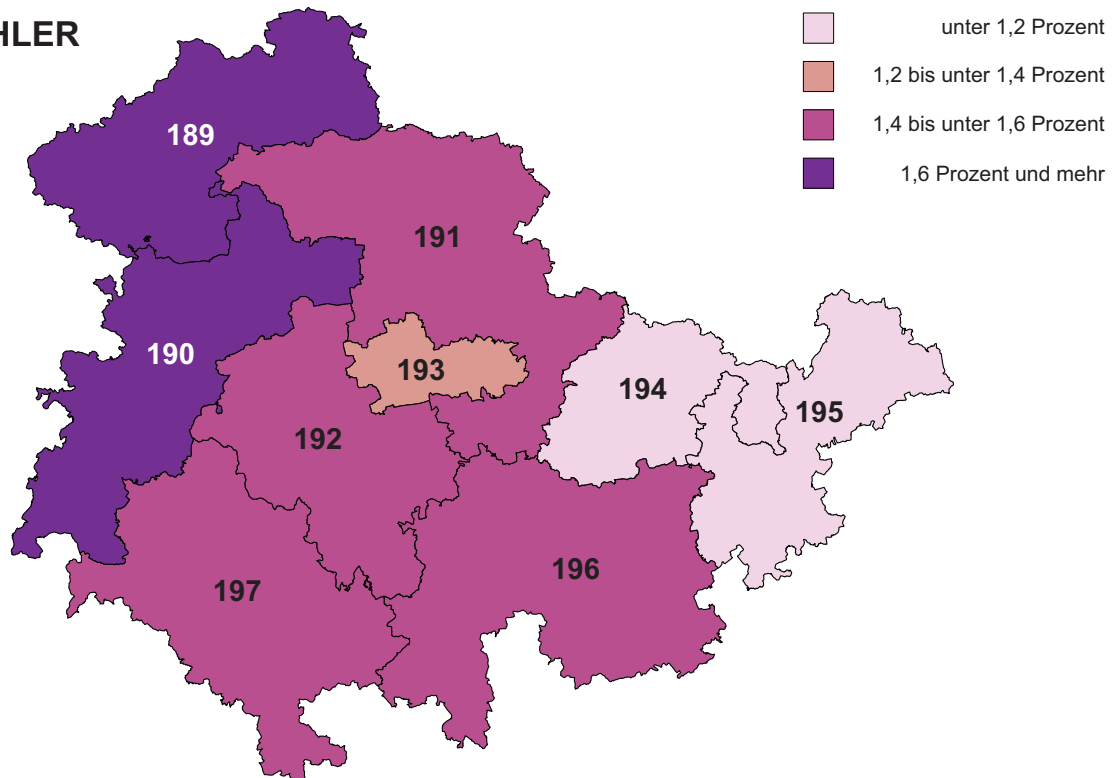 HLER
unter 1,2 Prozent
1,2 bis unter 1,4 Prozent
1,4 bis unter 1,6 Prozent
1,6 Prozent und mehr
189
191
190
193
194
195
192
196
197